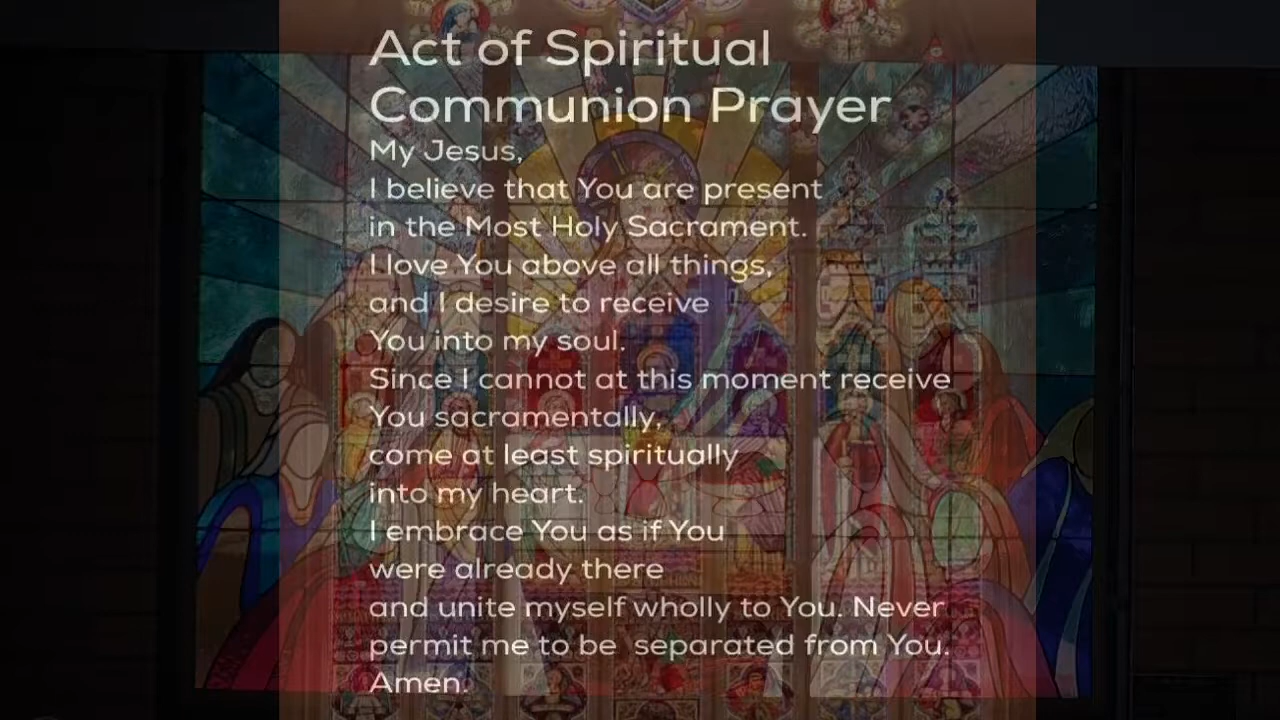 Act of Spiritual
Communion Prayer
My Jesus,
I believe that You are present
in the Most Holy Sacrament.
I love You above all things,
and I desire to receive
You into my soul.
Since I cannot at this moment receive
You sacramentally,
come at least spiritually
into my heart.
I embrace You as if You
were already there
and unite myself wholly to You. Never
permit me to be  separated from You.
Amen.